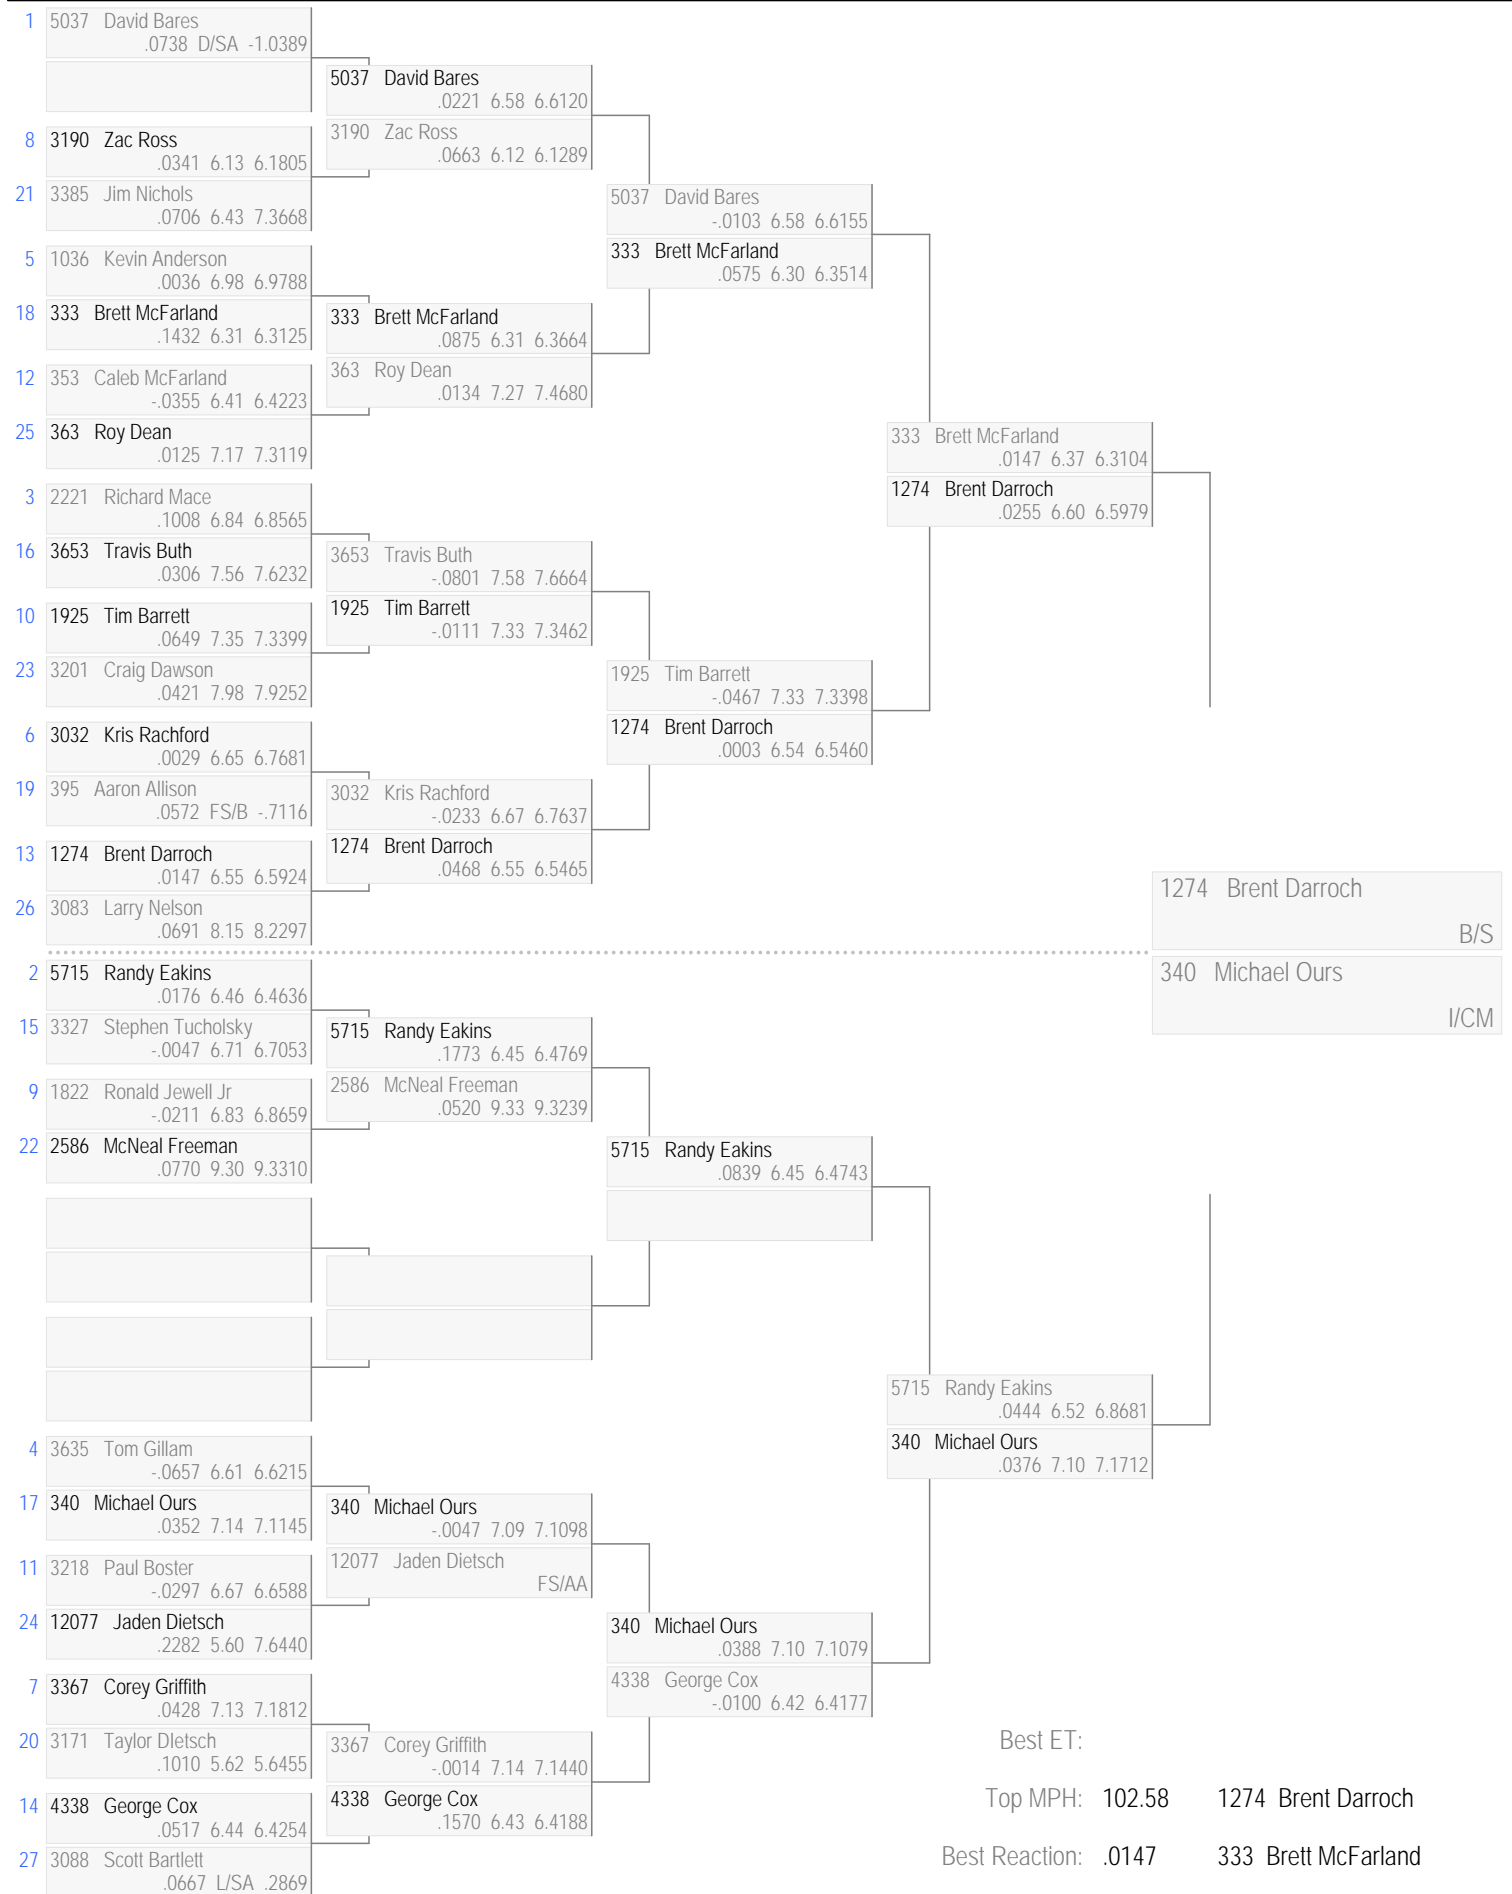 1 5037 David Bares
.0738 D/SA -1.0389
8 3190 Zac Ross
.0341 6.13 6.1805
21 3385 Jim Nichols
.0706 6.43 7.3668
5 1036 Kevin Anderson
.0036 6.98 6.9788
18 333 Brett McFarland
.1432 6.31 6.3125
12 353 Caleb McFarland
-.0355 6.41 6.4223
25 363 Roy Dean
.0125 7.17 7.3119
3 2221 Richard Mace
.1008 6.84 6.8565
16 3653 Travis Buth
.0306 7.56 7.6232
10 1925 Tim Barrett
.0649 7.35 7.3399
23 3201 Craig Dawson
.0421 7.98 7.9252
6 3032 Kris Rachford
.0029 6.65 6.7681
19 395 Aaron Allison
.0572 FS/B -.7116
13 1274 Brent Darroch
.0147 6.55 6.5924
26 3083 Larry Nelson
.0691 8.15 8.2297
2 5715 Randy Eakins
.0176 6.46 6.4636
15 3327 Stephen Tucholsky
-.0047 6.71 6.7053
9 1822 Ronald Jewell Jr
-.0211 6.83 6.8659
22 2586 McNeal Freeman
.0770 9.30 9.3310
4 3635 Tom Gillam
-.0657 6.61 6.6215
17 340 Michael Ours
.0352 7.14 7.1145
11 3218 Paul Boster
-.0297 6.67 6.6588
24 12077 Jaden Dietsch
.2282 5.60 7.6440
7 3367 Corey Griffith
.0428 7.13 7.1812
20 3171 Taylor DIetsch
.1010 5.62 5.6455
14 4338 George Cox
.0517 6.44 6.4254
27 3088 Scott Bartlett
.0667 L/SA .2869
5037 David Bares
.0221 6.58 6.6120
3190 Zac Ross
.0663 6.12 6.1289
333 Brett McFarland
.0875 6.31 6.3664
363 Roy Dean
.0134 7.27 7.4680
3653 Travis Buth
-.0801 7.58 7.6664
1925 Tim Barrett
-.0111 7.33 7.3462
3032 Kris Rachford
-.0233 6.67 6.7637
1274 Brent Darroch
.0468 6.55 6.5465
5715 Randy Eakins
.1773 6.45 6.4769
2586 McNeal Freeman
.0520 9.33 9.3239
340 Michael Ours
-.0047 7.09 7.1098
12077 Jaden Dietsch
FS/AA
3367 Corey Griffith
-.0014 7.14 7.1440
4338 George Cox
.1570 6.43 6.4188
5037 David Bares
-.0103 6.58 6.6155
333 Brett McFarland
.0575 6.30 6.3514
1925 Tim Barrett
-.0467 7.33 7.3398
1274 Brent Darroch
.0003 6.54 6.5460
5715 Randy Eakins
.0839 6.45 6.4743
340 Michael Ours
.0388 7.10 7.1079
4338 George Cox
-.0100 6.42 6.4177
333 Brett McFarland
.0147 6.37 6.3104
1274 Brent Darroch
.0255 6.60 6.5979
5715 Randy Eakins
.0444 6.52 6.8681
340 Michael Ours
.0376 7.10 7.1712
1274 Brent Darroch
B/S
340 Michael Ours
I/CM
Best ET:
Top MPH: 102.58 1274 Brent Darroch
Best Reaction: .0147 333 Brett McFarland